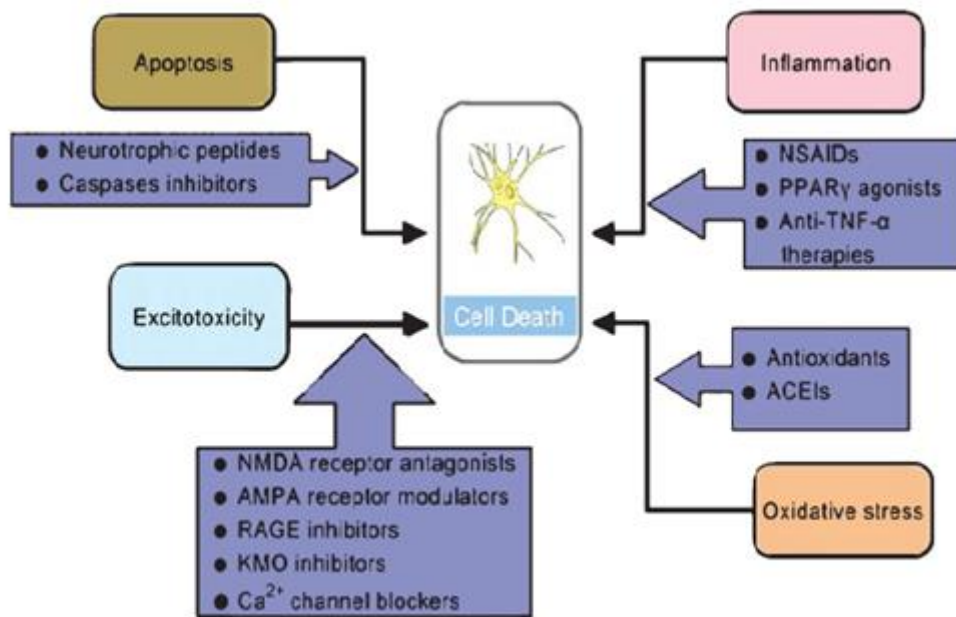 Apoptosis
Inflammation
● Neurotrophic peptides
● Caspases inhibitors
● NSAIDs
● PPARγ agonists
● Anti-TNF-α
therapies
Excitotoxicity
Cell Death
● Antioxidants
● ACEIs
● NMDA receptor antagonists
● AMPA receptor modulators
● RAGE inhibitors
● KMO inhibitors
● Ca²⁺ channel blockers
Oxidative stress